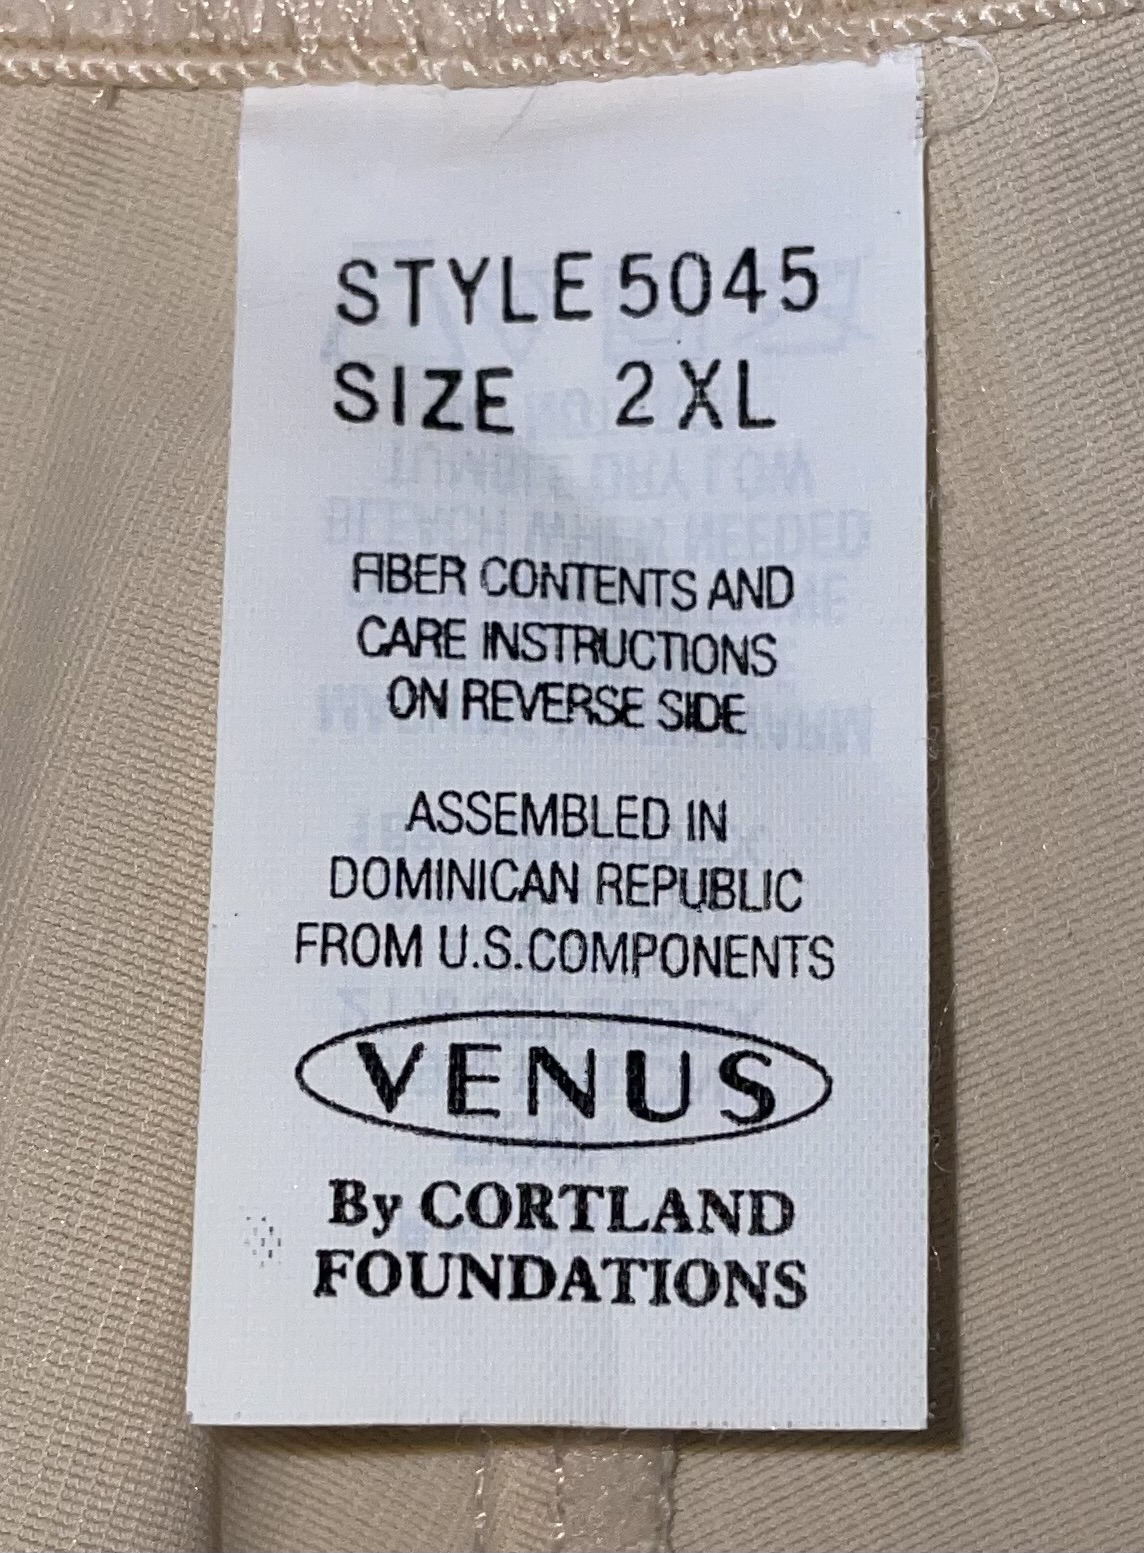 STYLE 5045
SIZE 2XL
FIBER CONTENTS AND
CARE INSTRUCTIONS
ON REVERSE SIDE
ASSEMBLED IN
DOMINICAN REPUBLIC
FROM U.S.COMPONENTS
VENUS
By CORTLAND
FOUNDATIONS